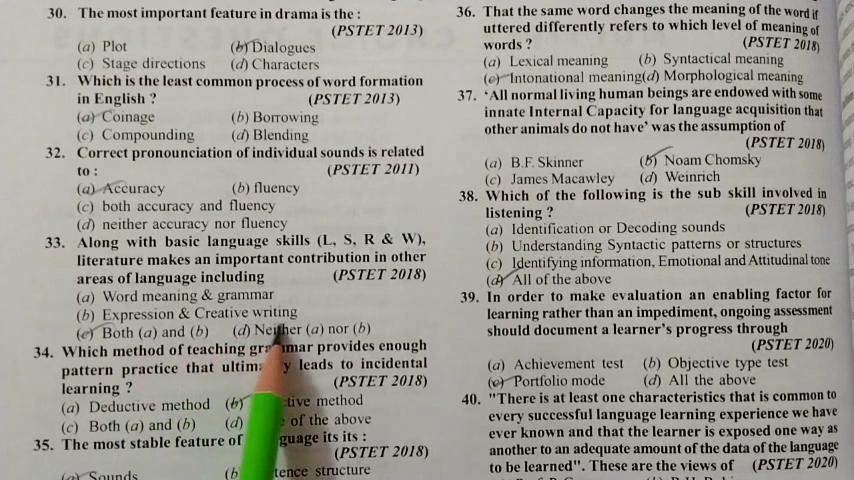 30. The most important feature in drama is the :
(PSTET 2013)
(a) Plot (b) Dialogues
(c) Stage directions (d) Characters
31. Which is the least common process of word formation
in English ? (PSTET 2013)
(a) Coinage (b) Borrowing
(c) Compounding (d) Blending
32. Correct pronounciation of individual sounds is related
to : (PSTET 2011)
(a) Accuracy (b) fluency
(c) both accuracy and fluency
(d) neither accuracy nor fluency
33. Along with basic language skills (L, S, R & W),
literature makes an important contribution in other
areas of language including (PSTET 2018)
(a) Word meaning & grammar
(b) Expression & Creative writing
(c) Both (a) and (b) (d) Neither (a) nor (b)
34. Which method of teaching grammar provides enough
pattern practice that leads to incidental
learning ? (PSTET 2018)
(a) Deductive method (b) method
(c) Both (a) and (b) (d) of the above
35. The most stable feature of its :
(PSTET 2018)
(a) Sounds (b) structure
36. That the same word changes the meaning of the word if
uttered differently refers to which level of meaning of
words ? (PSTET 2018)
(a) Lexical meaning (b) Syntactical meaning
(c) Intonational meaning(d) Morphological meaning
37. 'All normal living human beings are endowed with some
innate Internal Capacity for language acquisition that
other animals do not have' was the assumption of
(PSTET 2018)
(a) B.F. Skinner (b) Noam Chomsky
(c) James Macawley (d) Weinrich
38. Which of the following is the sub skill involved in
listening ? (PSTET 2018)
(a) Identification or Decoding sounds
(b) Understanding Syntactic patterns or structures
(c) Identifying information, Emotional and Attitudinal tone
(d) All of the above
39. In order to make evaluation an enabling factor for
learning rather than an impediment, ongoing assessment
should document a learner's progress through
(PSTET 2020)
(a) Achievement test (b) Objective type test
(c) Portfolio mode (d) All the above
40. "There is at least one characteristics that is common to
every successful language learning experience we have
ever known and that the learner is exposed one way as
another to an adequate amount of the data of the language
to be learned". These are the views of (PSTET 2020)